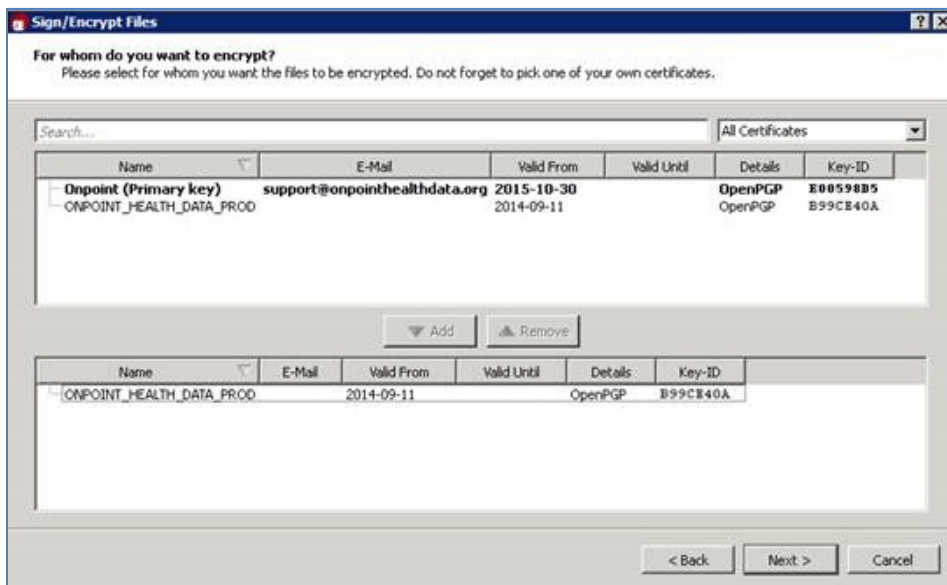 Sign/Encrypt Files
For whom do you want to encrypt?
Please select for whom you want the files to be encrypted. Do not forget to pick one of your own certificates.
Search... All Certificates
Name E-Mail Valid From Valid Until Details Key-ID
Onpoint (Primary key) support@onpointhealthdata.org 2015-10-30 OpenPGP E00598B5
ONPOINT_HEALTH_DATA_PROD 2014-09-11 OpenPGP B99CE40A
Add Remove
Name E-Mail Valid From Valid Until Details Key-ID
ONPOINT_HEALTH_DATA_PROD 2014-09-11 OpenPGP B99CE40A
< Back Next > Cancel